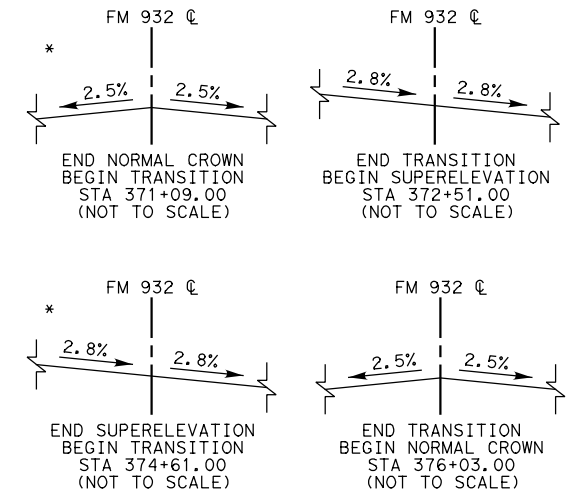 FM 932 ℄
*
2.5% 2.5%
END NORMAL CROWN
BEGIN TRANSITION
STA 371+09.00
(NOT TO SCALE)
FM 932 ℄
2.8% 2.8%
END TRANSITION
BEGIN SUPERELEVATION
STA 372+51.00
(NOT TO SCALE)
FM 932 ℄
*
2.8% 2.8%
END SUPERELEVATION
BEGIN TRANSITION
STA 374+61.00
(NOT TO SCALE)
FM 932 ℄
2.5% 2.5%
END TRANSITION
BEGIN NORMAL CROWN
STA 376+03.00
(NOT TO SCALE)